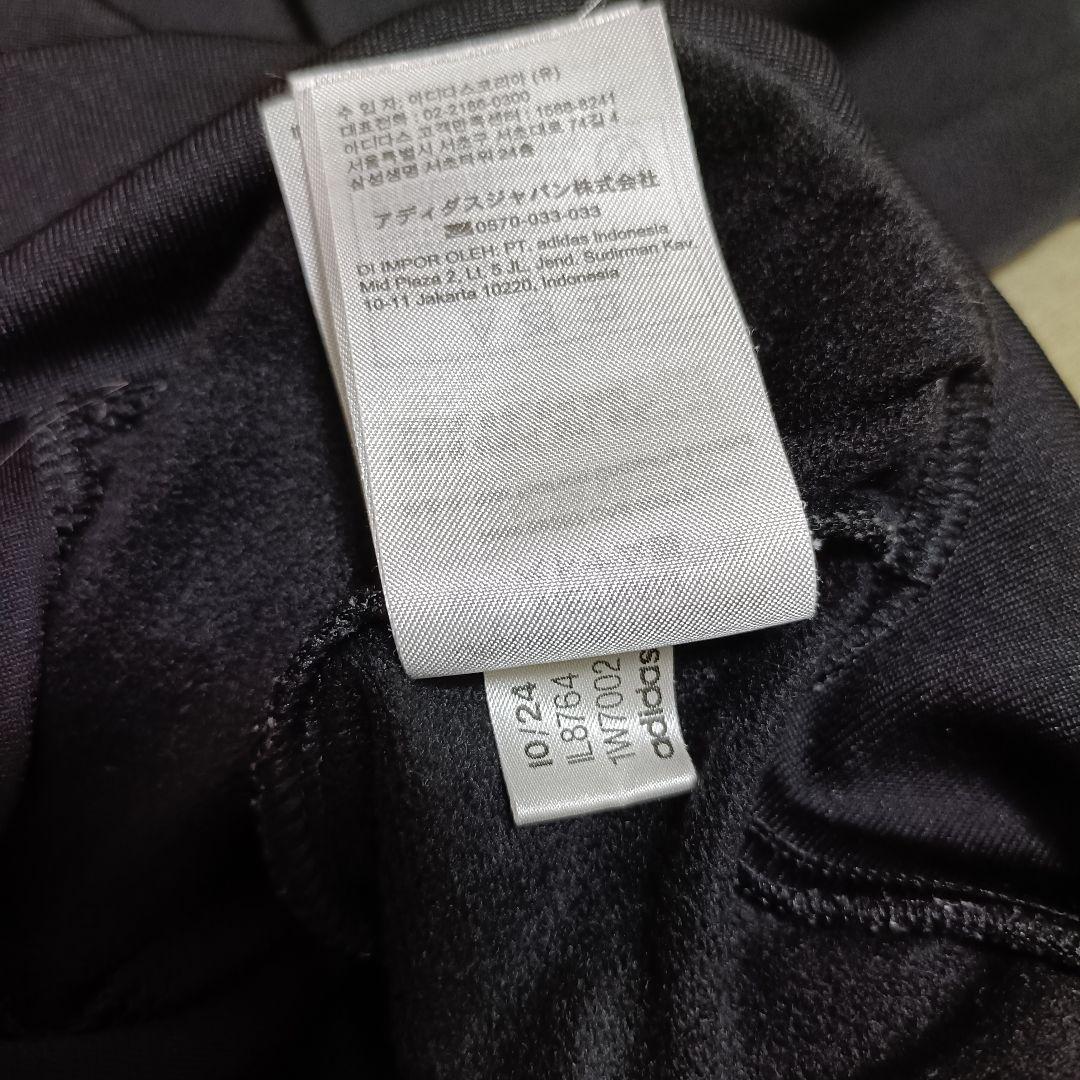 수 입 자: 아디다스코리아 (유)
대표전화 : 02-2186-0300
아디다스 고객만족센터 : 1588-8241
서울특별시 서초구 서초대로 74길 4
삼성생명 서초타워 24층
アディダスジャパン株式会社
0570-033-033
DI IMPOR OLEH: PT. adidas Indonesia
Mid Plaza 2, Lt. 5 JL. Jend. Sudirman Kav.
10-11 Jakarta 10220, Indonesia
10/24
IL8764
1W7002
adidas